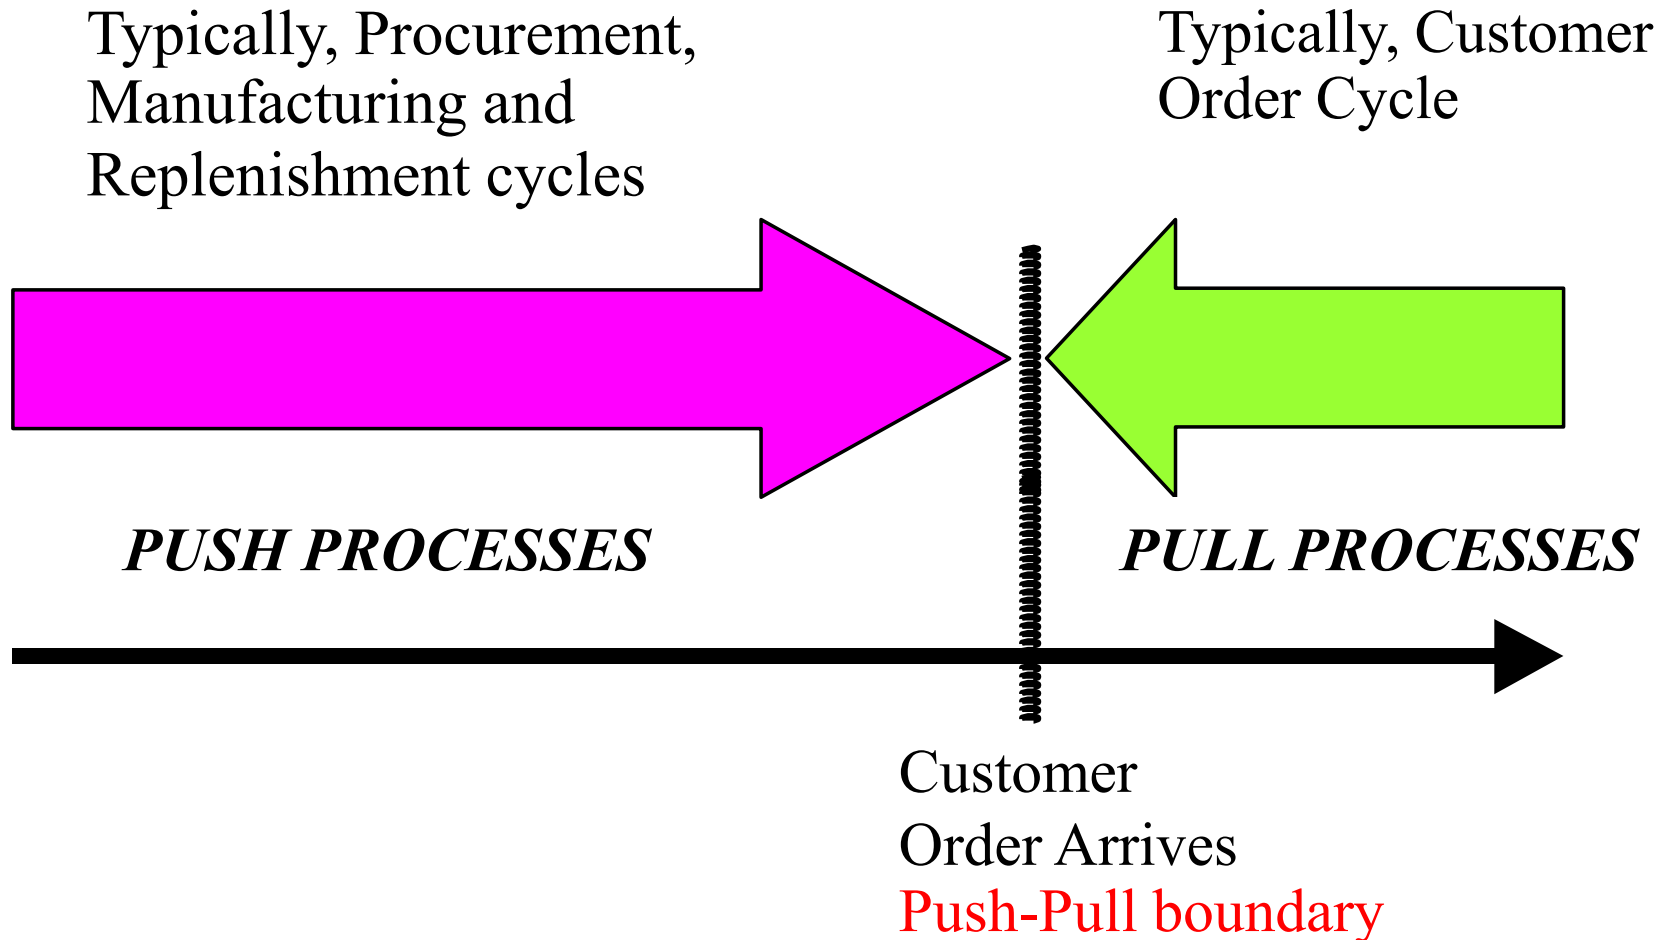 Typically, Procurement,
Manufacturing and
Replenishment cycles
Typically, Customer
Order Cycle
PUSH PROCESSES
PULL PROCESSES
Customer
Order Arrives
Push-Pull boundary